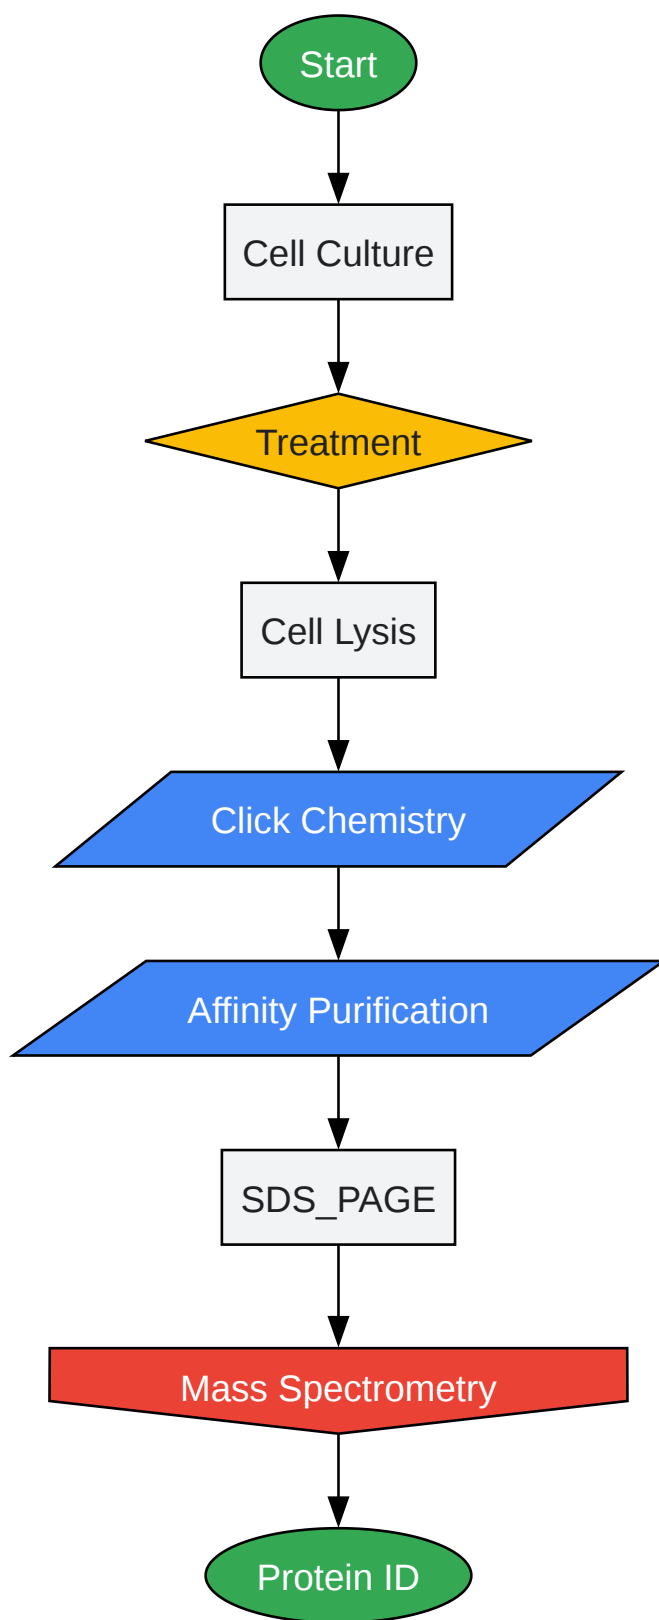 Start
Cell Culture
Treatment
Cell Lysis
Click Chemistry
Affinity Purification
SDS_PAGE
Mass Spectrometry
Protein ID